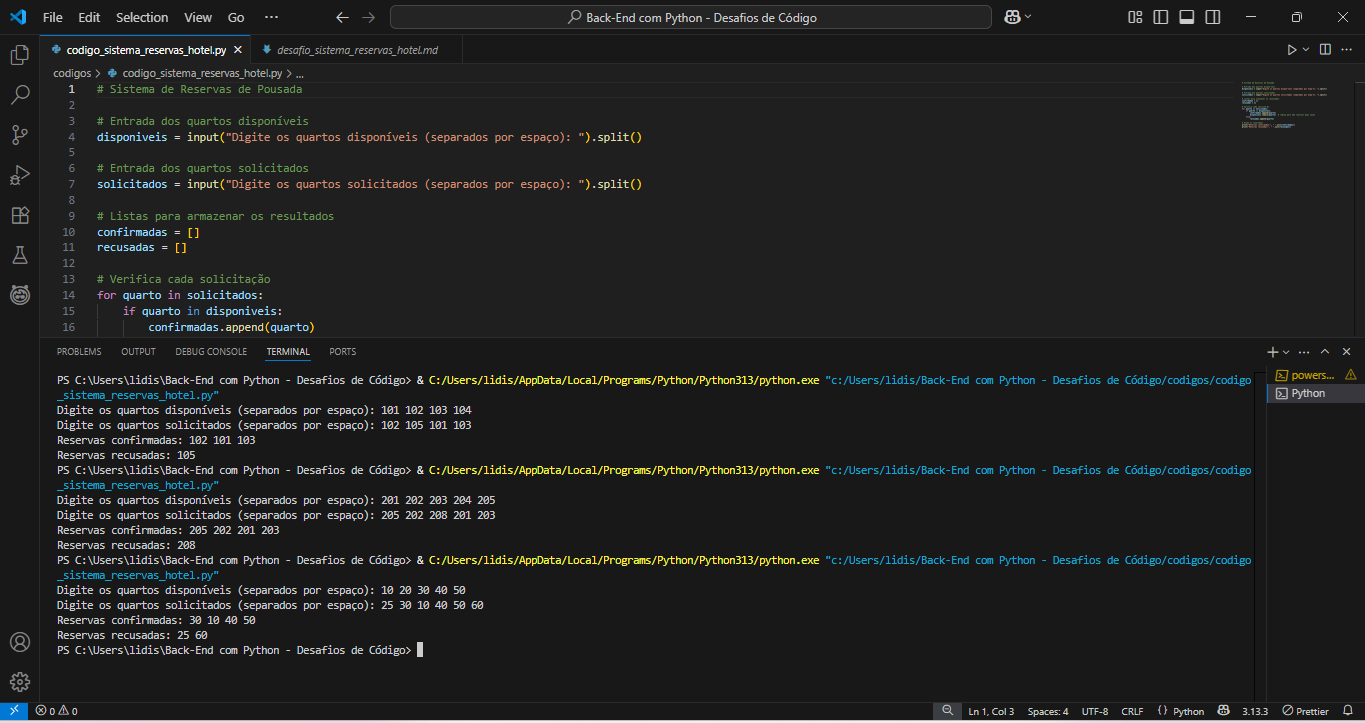 File Edit Selection View Go ... Back-End com Python - Desafios de Código
codigo_sistema_reservas_hotel.py desafio_sistema_reservas_hotel.md
codigos > codigo_sistema_reservas_hotel.py > ...
1 # Sistema de Reservas de Pousada
2
3 # Entrada dos quartos disponíveis
4 disponiveis = input("Digite os quartos disponíveis (separados por espaço): ").split()
5
6 # Entrada dos quartos solicitados
7 solicitados = input("Digite os quartos solicitados (separados por espaço): ").split()
8
9 # Listas para armazenar os resultados
10 confirmadas = []
11 recusadas = []
12
13 # Verifica cada solicitação
14 for quarto in solicitados:
15 if quarto in disponiveis:
16 confirmadas.append(quarto)
PROBLEMS OUTPUT DEBUG CONSOLE TERMINAL PORTS
PS C:\Users\lidis\Back-End com Python - Desafios de Código> & C:/Users/lidis/AppData/Local/Programs/Python/Python313/python.exe "c:/Users/lidis/Back-End com Python - Desafios de Código/codigos/codigo
_sistema_reservas_hotel.py"
Digite os quartos disponíveis (separados por espaço): 101 102 103 104
Digite os quartos solicitados (separados por espaço): 102 105 101 103
Reservas confirmadas: 102 101 103
Reservas recusadas: 105
PS C:\Users\lidis\Back-End com Python - Desafios de Código> & C:/Users/lidis/AppData/Local/Programs/Python/Python313/python.exe "c:/Users/lidis/Back-End com Python - Desafios de Código/codigos/codigo
_sistema_reservas_hotel.py"
Digite os quartos disponíveis (separados por espaço): 201 202 203 204 205
Digite os quartos solicitados (separados por espaço): 205 202 208 201 203
Reservas confirmadas: 205 202 201 203
Reservas recusadas: 208
PS C:\Users\lidis\Back-End com Python - Desafios de Código> & C:/Users/lidis/AppData/Local/Programs/Python/Python313/python.exe "c:/Users/lidis/Back-End com Python - Desafios de Código/codigos/codigo
_sistema_reservas_hotel.py"
Digite os quartos disponíveis (separados por espaço): 10 20 30 40 50
Digite os quartos solicitados (separados por espaço): 25 30 10 40 50 60
Reservas confirmadas: 30 10 40 50
Reservas recusadas: 25 60
PS C:\Users\lidis\Back-End com Python - Desafios de Código>
powers...
Python
0 0 Ln 1, Col 3 Spaces: 4 UTF-8 CRLF {} Python 3.13.3 Prettier